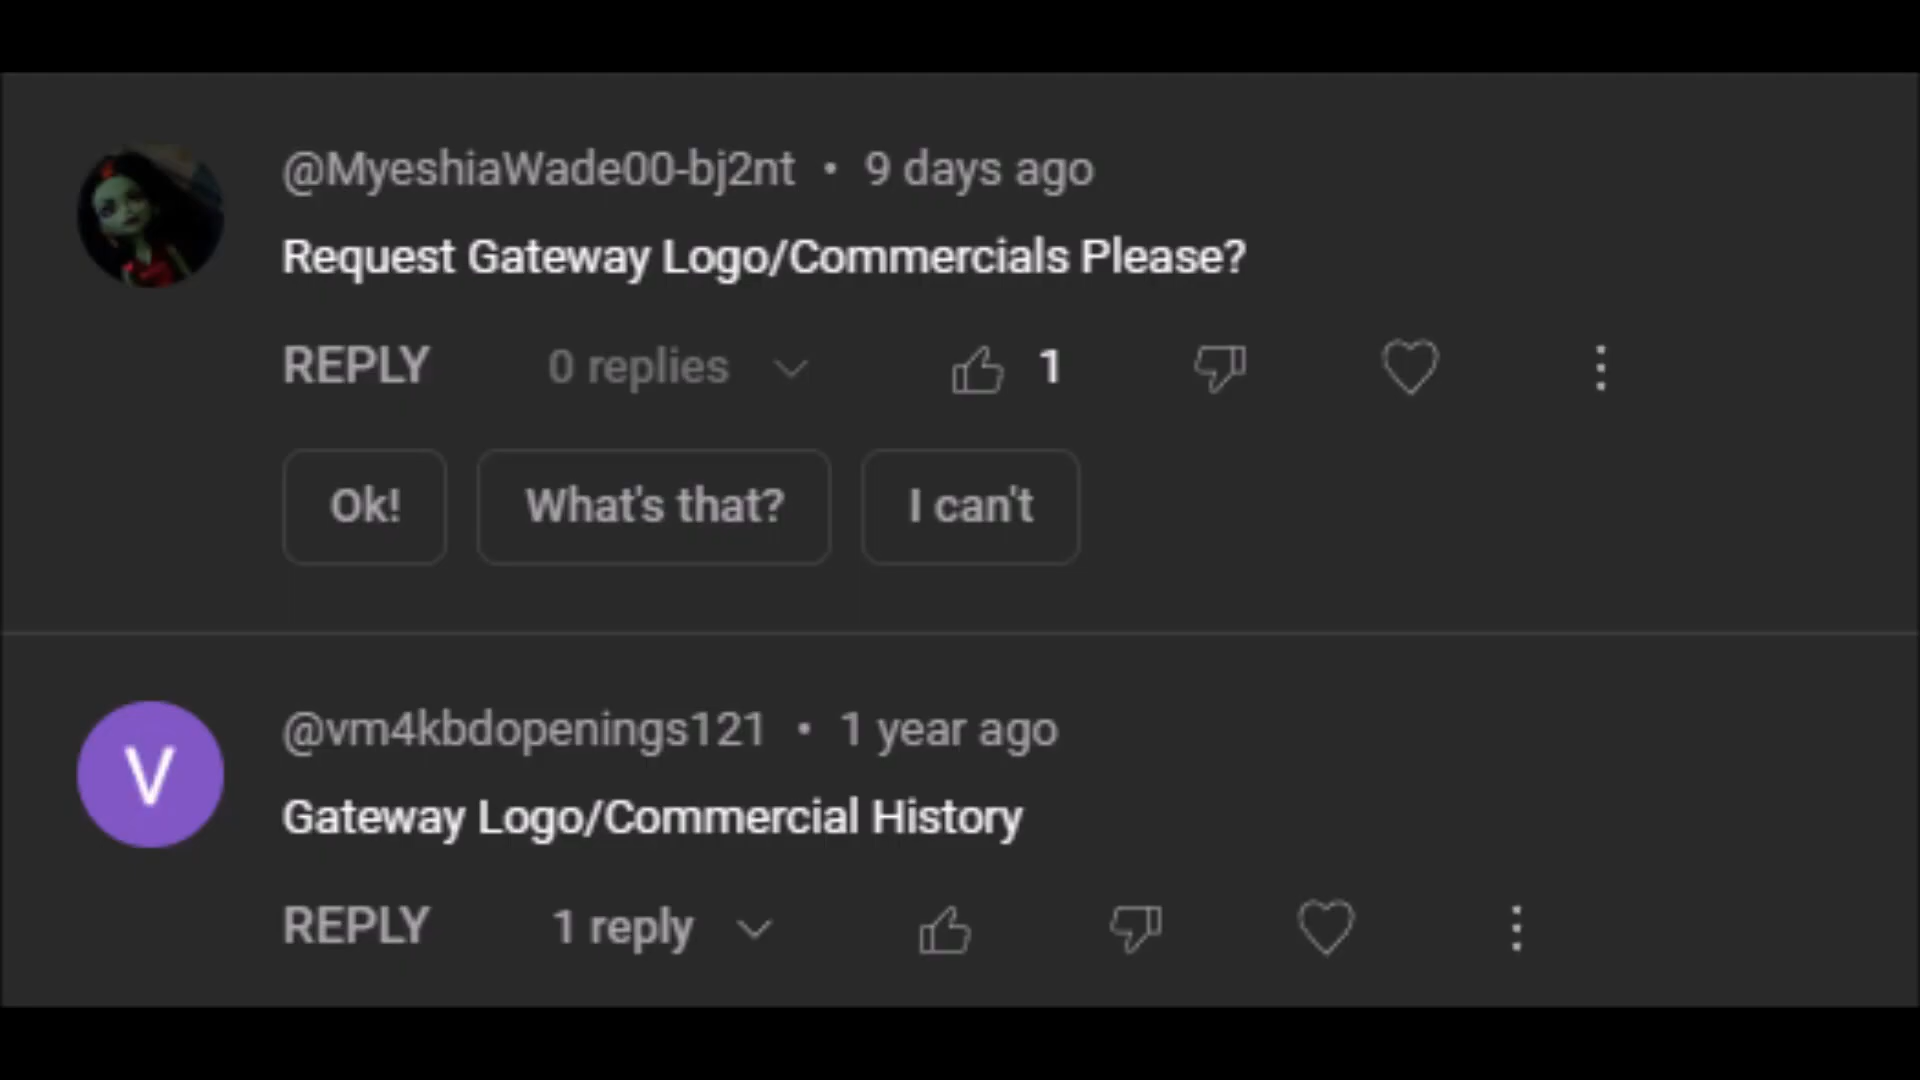 @MyeshiaWade00-bj2nt • 9 days ago
Request Gateway Logo/Commercials Please?
REPLY 0 replies 1
Ok! What's that? I can't
V
@vm4kbdopenings121 • 1 year ago
Gateway Logo/Commercial History
REPLY 1 reply